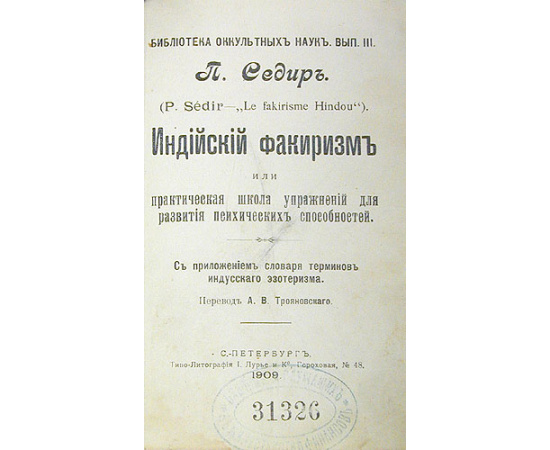 БИБЛІОТЕКА ОККУЛЬТНЫХЪ НАУКЪ. ВЫП. III.
П. Седиръ.
(P. Sédir—„Le fakirisme Hindou“).
Индійскій факиризмъ
или
практическая школа упражненій для
развитія психическихъ способностей.
Съ приложеніемъ словаря терминовъ
индусскаго эзотеризма.
Переводъ А. В. Трояновскаго.
С.-ПЕТЕРБУРГЪ.
Типо-Литографія І. Лурье и Кº. Гороховая, № 48.
1909.
31326